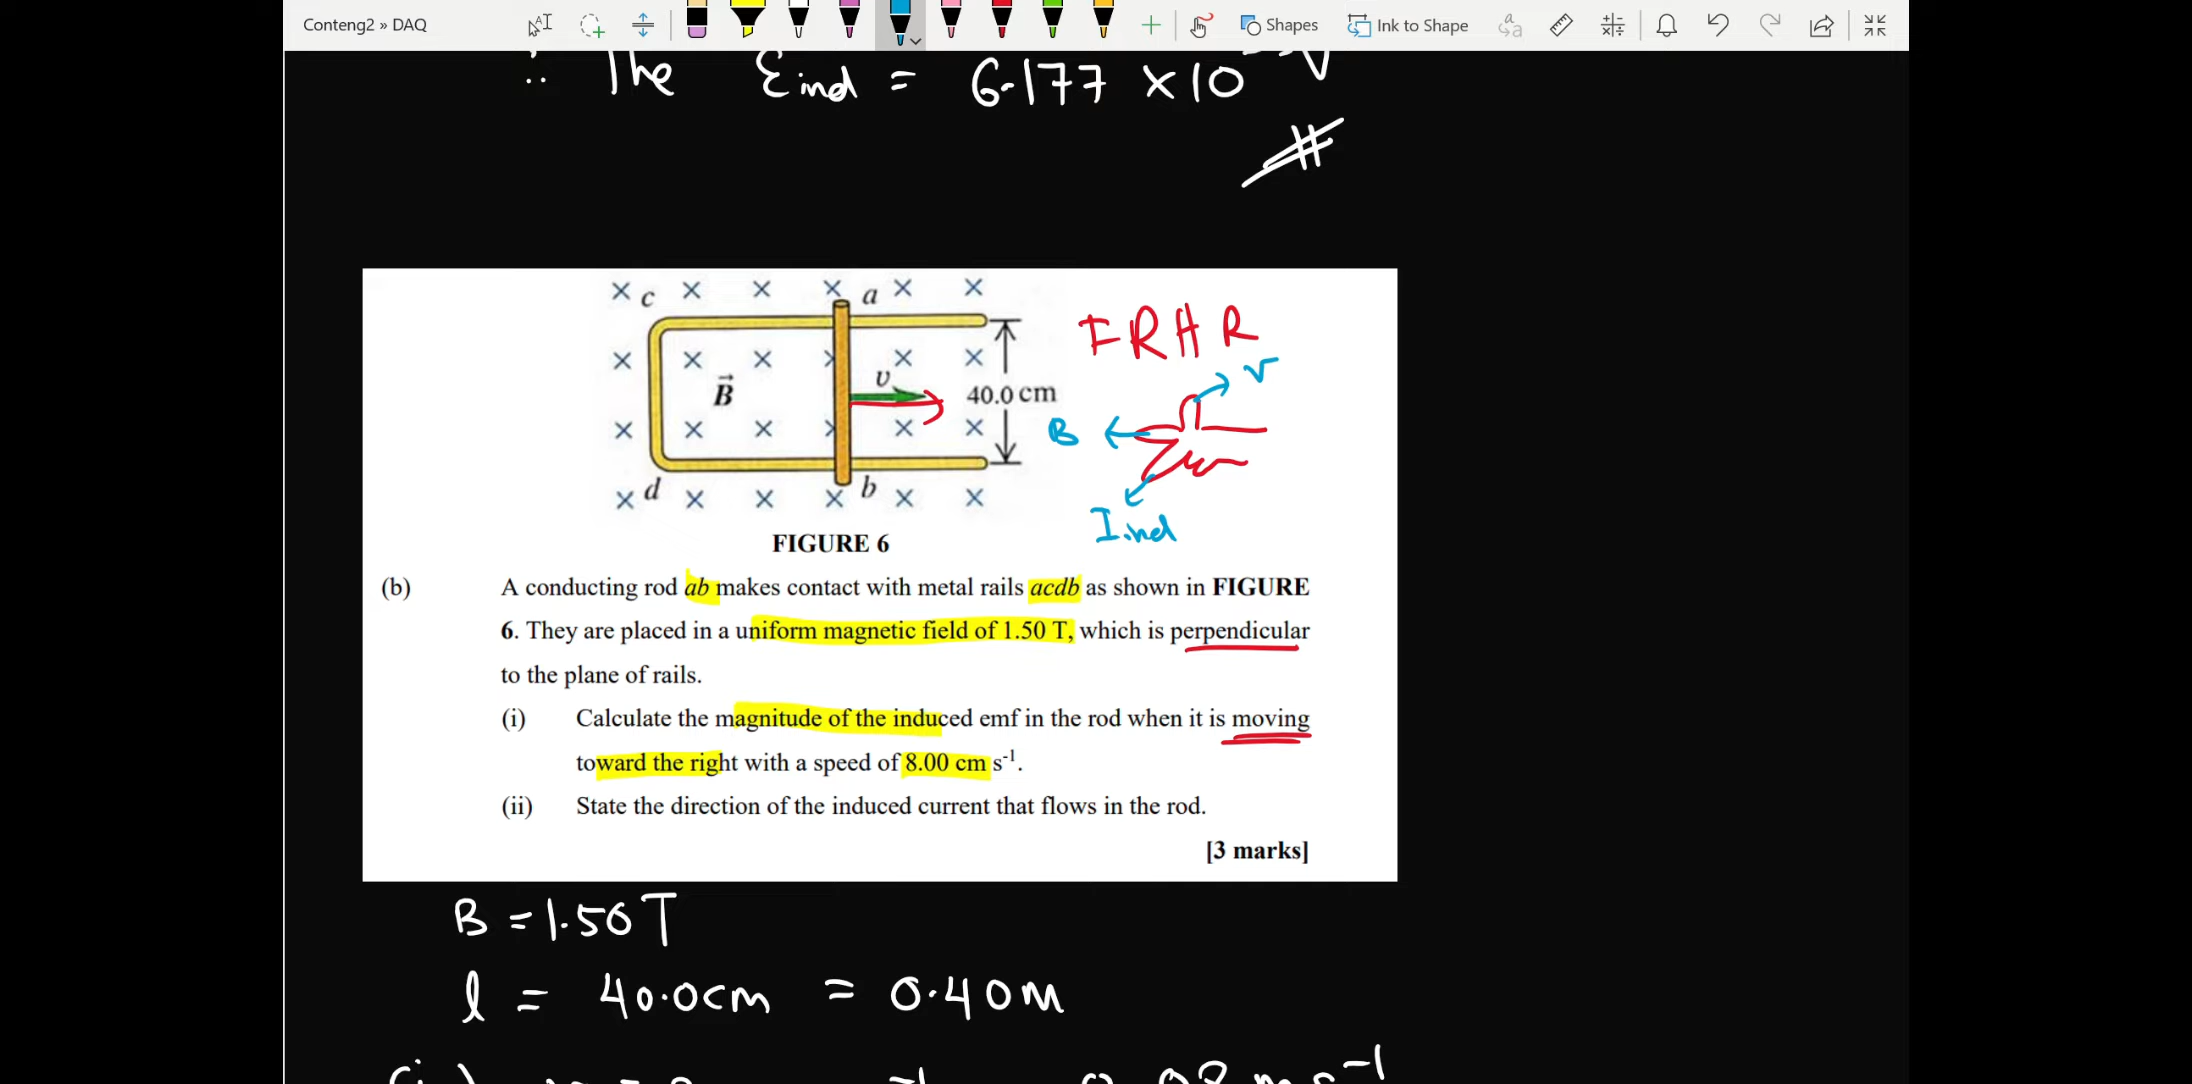 Conteng2 » DAQ
Shapes
Ink to Shape
∴ The Ɛind = 6.177 × 10 V
c a
FRHR
v
B
v
40.0 cm
B
I ind
d b
FIGURE 6
(b) A conducting rod ab makes contact with metal rails acdb as shown in FIGURE
6. They are placed in a uniform magnetic field of 1.50 T, which is perpendicular
to the plane of rails.
(i) Calculate the magnitude of the induced emf in the rod when it is moving
toward the right with a speed of 8.00 cm s⁻¹.
(ii) State the direction of the induced current that flows in the rod.
[3 marks]
B = 1.50 T
l = 40.0cm = 0.40m